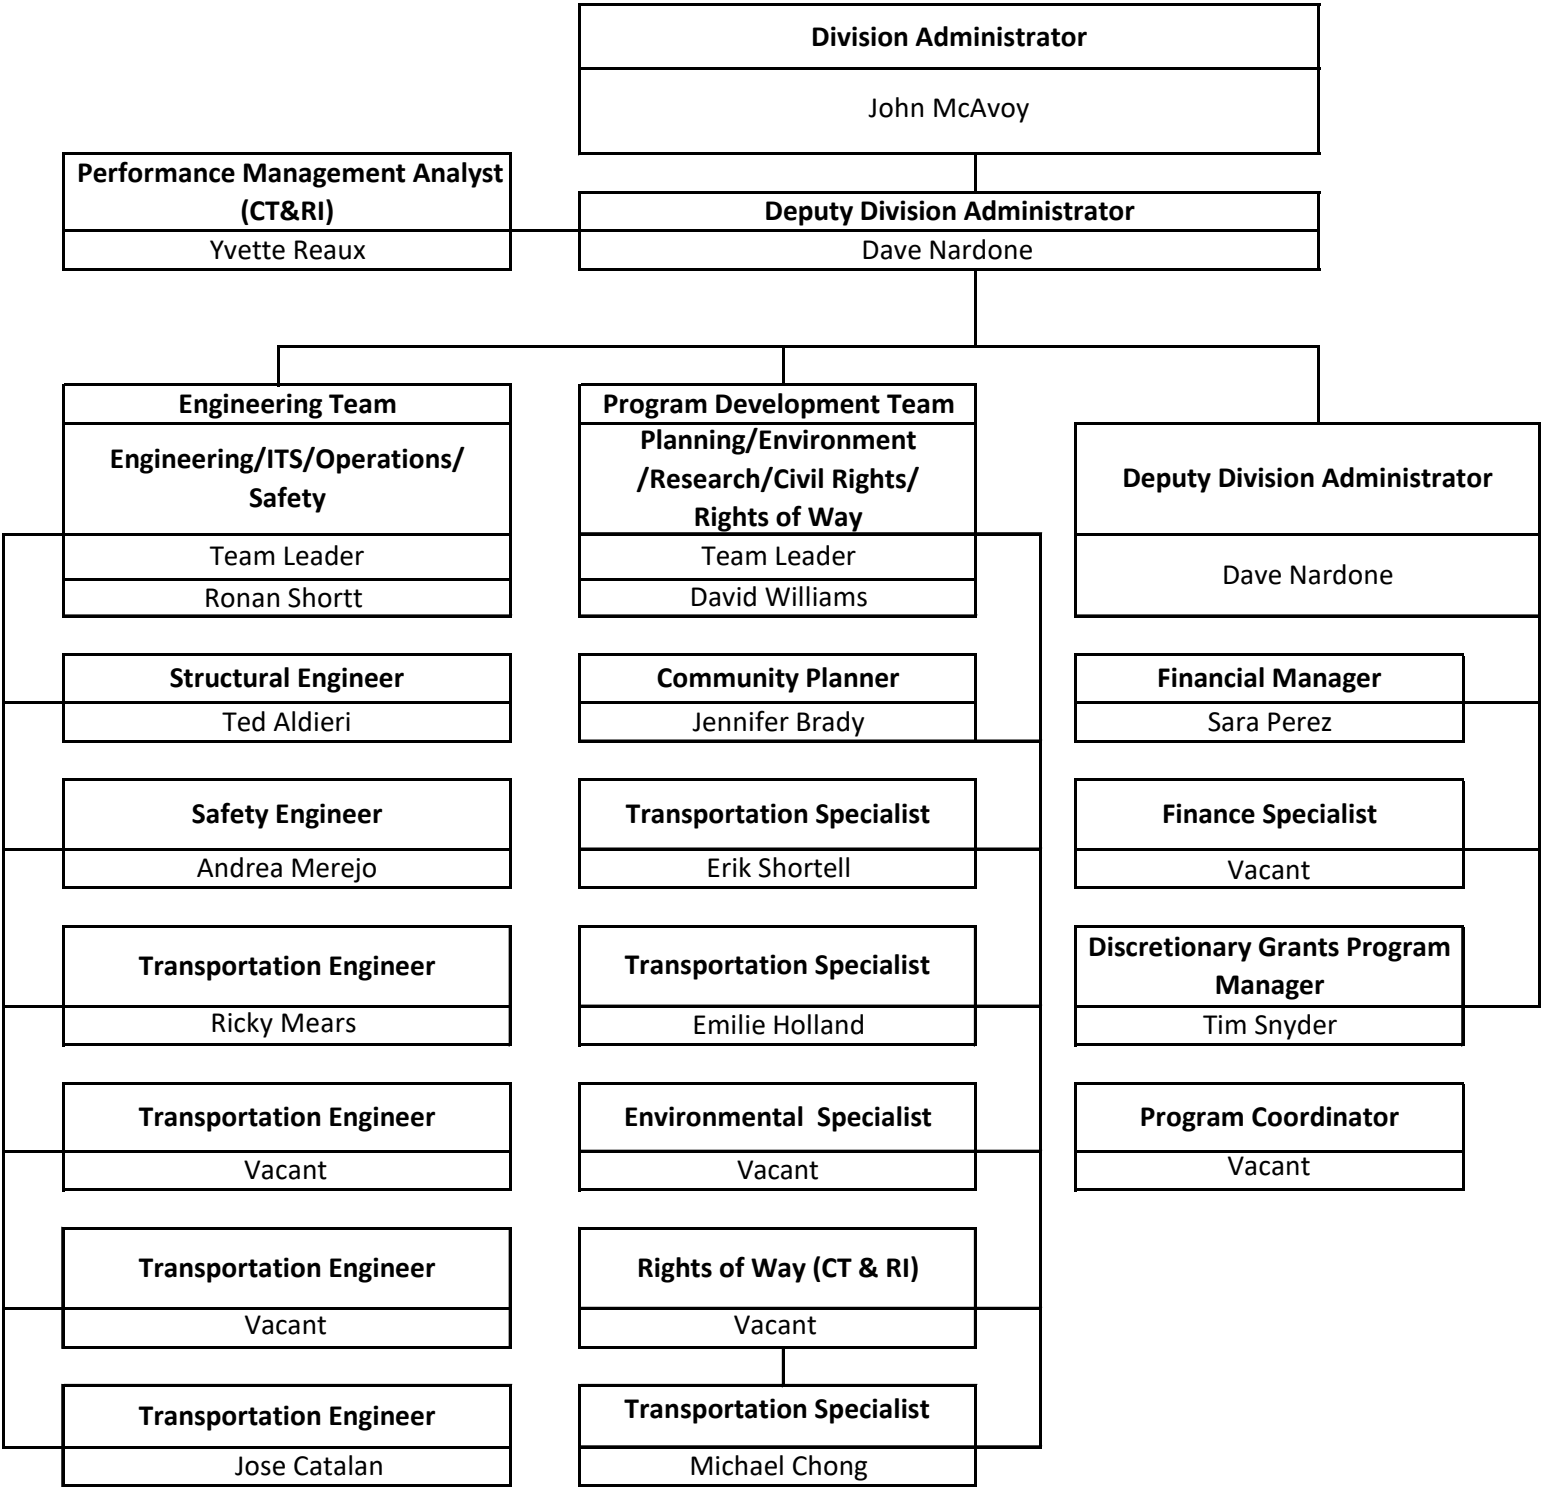 Division Administrator
John McAvoy
Performance Management Analyst
(CT&RI)
Yvette Reaux
Deputy Division Administrator
Dave Nardone
Engineering Team
Engineering/ITS/Operations/
Safety
Team Leader
Ronan Shortt
Program Development Team
Planning/Environment
/Research/Civil Rights/
Rights of Way
Team Leader
David Williams
Deputy Division Administrator
Dave Nardone
Structural Engineer
Ted Aldieri
Community Planner
Jennifer Brady
Financial Manager
Sara Perez
Safety Engineer
Andrea Merejo
Transportation Specialist
Erik Shortell
Finance Specialist
Vacant
Transportation Engineer
Ricky Mears
Transportation Specialist
Emilie Holland
Discretionary Grants Program
Manager
Tim Snyder
Transportation Engineer
Vacant
Environmental  Specialist
Vacant
Program Coordinator
Vacant
Transportation Engineer
Vacant
Rights of Way (CT & RI)
Vacant
Transportation Engineer
Jose Catalan
Transportation Specialist
Michael Chong